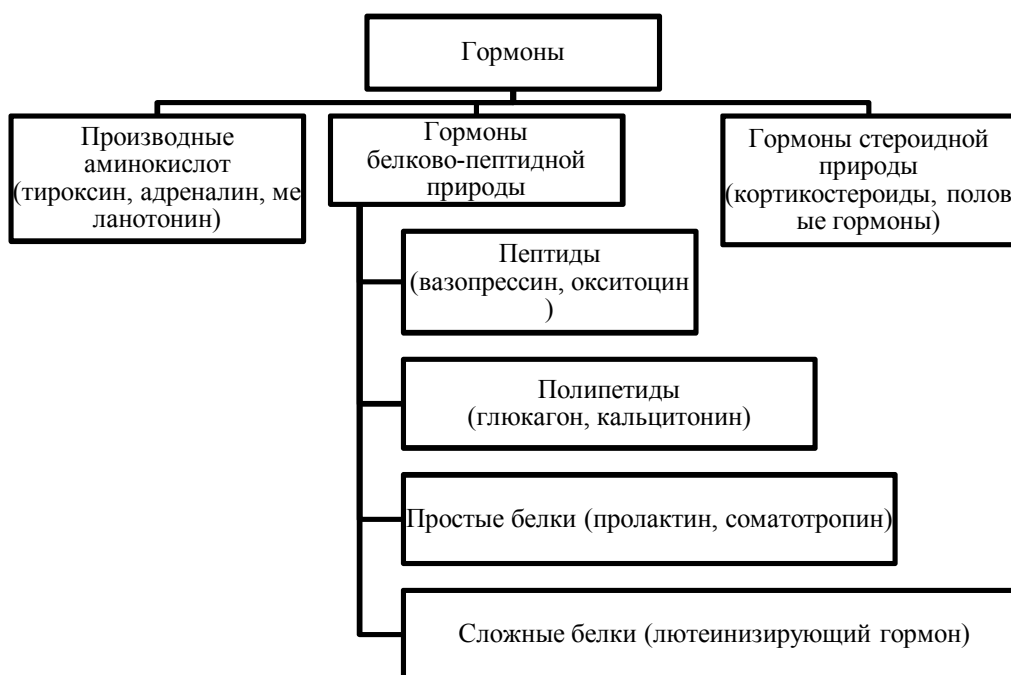 Гормоны
Производные
аминокислот
(тироксин, адреналин, ме
ланотонин)
Гормоны
белково-пептидной
природы
Гормоны стероидной
природы
(кортикостероиды, полов
ые гормоны)
Пептиды
(вазопрессин, окситоцин
)
Полипетиды
(глюкагон, кальцитонин)
Простые белки (пролактин, соматотропин)
Сложные белки (лютеинизирующий гормон)